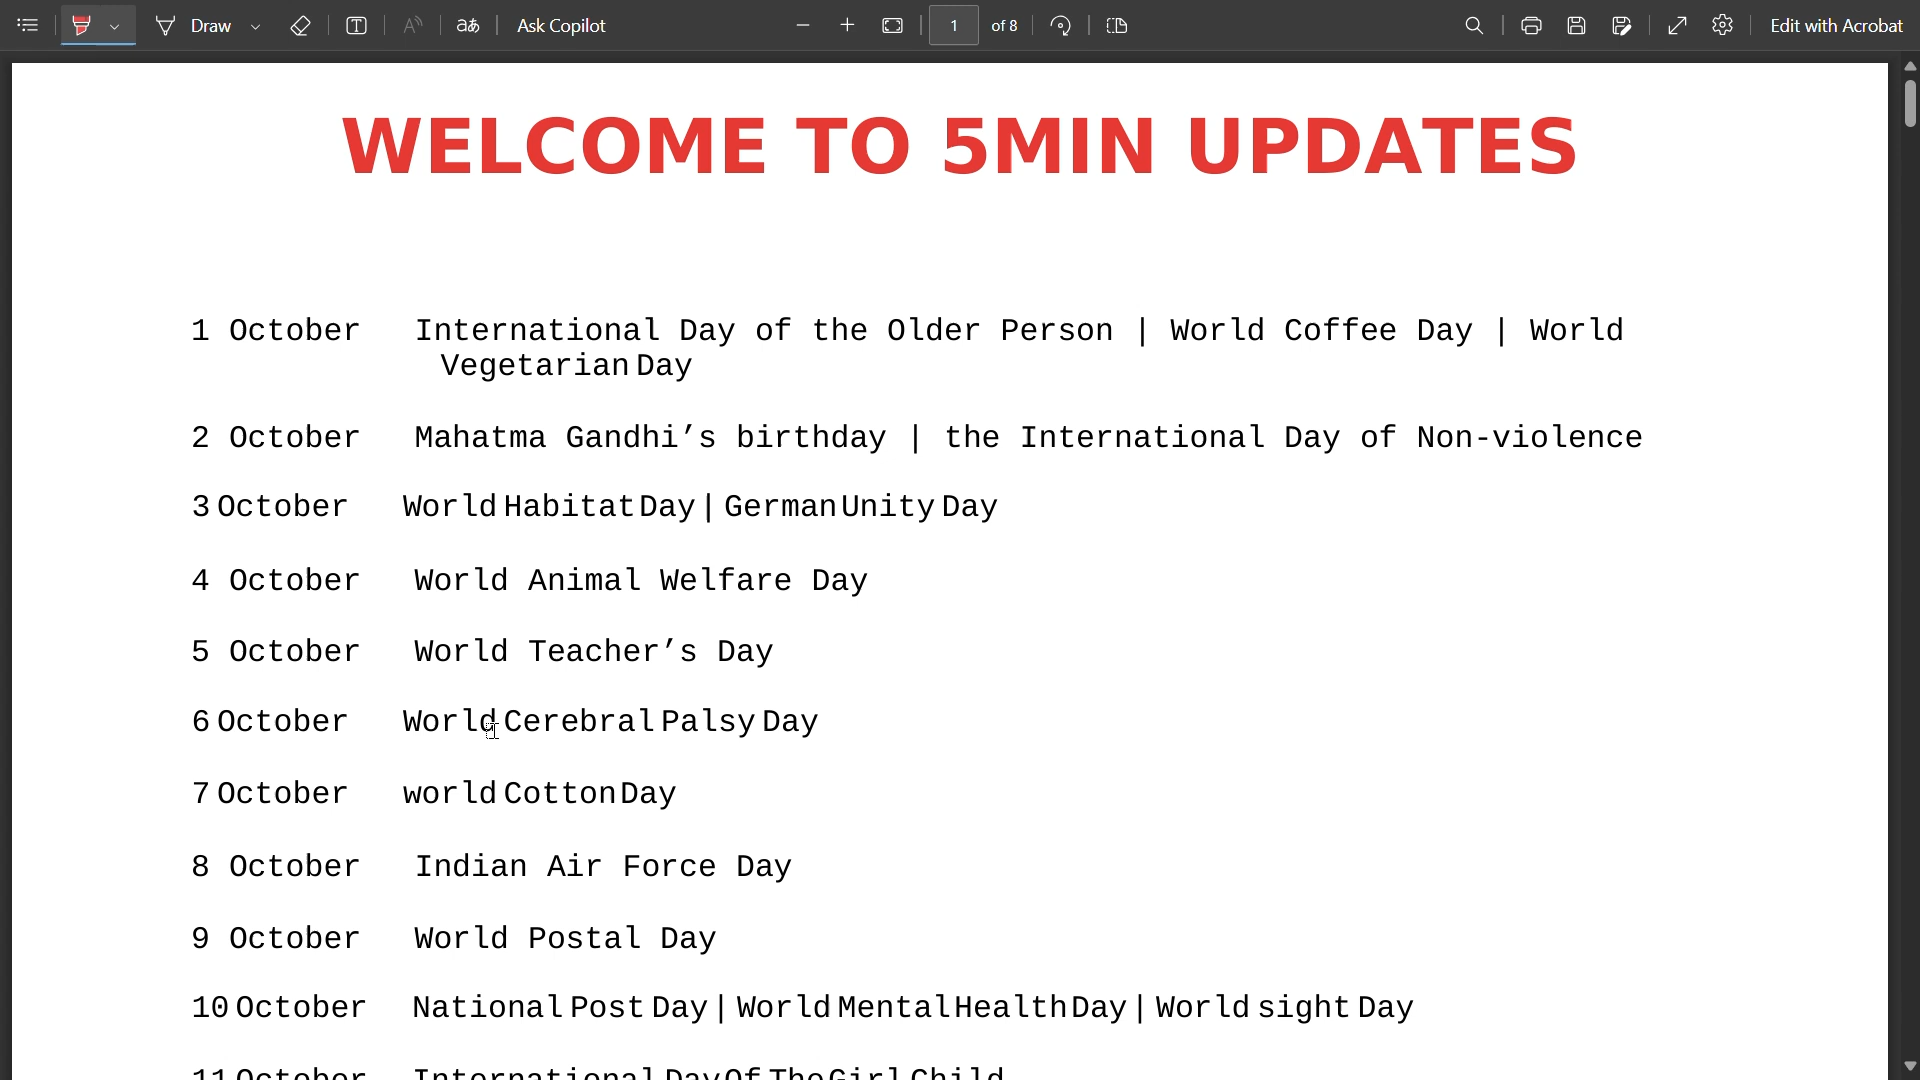 Draw
Ask Copilot
1 of 8
Edit with Acrobat
WELCOME TO 5MIN UPDATES
1 October International Day of the Older Person | World Coffee Day | World
Vegetarian Day
2 October Mahatma Gandhi’s birthday | the International Day of Non-violence
3 October World Habitat Day | German Unity Day
4 October World Animal Welfare Day
5 October World Teacher’s Day
6 October World Cerebral Palsy Day
7 October world Cotton Day
8 October Indian Air Force Day
9 October World Postal Day
10 October National Post Day | World Mental Health Day | World sight Day
11 October International Day Of The Girl Child